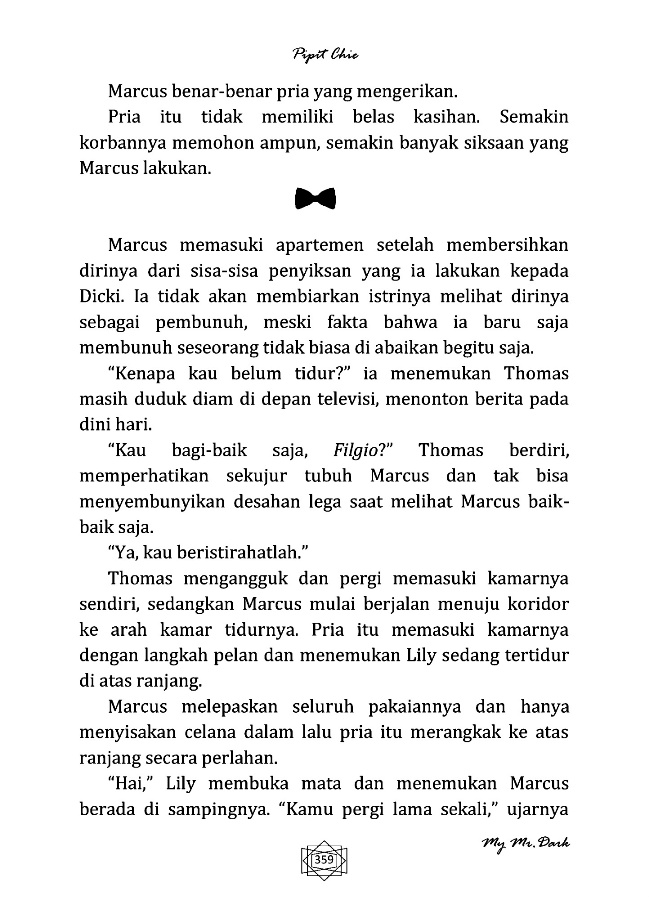 Pipit Chie
Marcus benar-benar pria yang mengerikan.
Pria itu tidak memiliki belas kasihan. Semakin
korbannya memohon ampun, semakin banyak siksaan yang
Marcus lakukan.
Marcus memasuki apartemen setelah membersihkan
dirinya dari sisa-sisa penyiksan yang ia lakukan kepada
Dicki. Ia tidak akan membiarkan istrinya melihat dirinya
sebagai pembunuh, meski fakta bahwa ia baru saja
membunuh seseorang tidak biasa di abaikan begitu saja.
“Kenapa kau belum tidur?” ia menemukan Thomas
masih duduk diam di depan televisi, menonton berita pada
dini hari.
“Kau bagi-baik saja, Filgio?” Thomas berdiri,
memperhatikan sekujur tubuh Marcus dan tak bisa
menyembunyikan desahan lega saat melihat Marcus baik-
baik saja.
“Ya, kau beristirahatlah.”
Thomas mengangguk dan pergi memasuki kamarnya
sendiri, sedangkan Marcus mulai berjalan menuju koridor
ke arah kamar tidurnya. Pria itu memasuki kamarnya
dengan langkah pelan dan menemukan Lily sedang tertidur
di atas ranjang.
Marcus melepaskan seluruh pakaiannya dan hanya
menyisakan celana dalam lalu pria itu merangkak ke atas
ranjang secara perlahan.
“Hai,” Lily membuka mata dan menemukan Marcus
berada di sampingnya. “Kamu pergi lama sekali,” ujarnya
My Mr. Dark
359